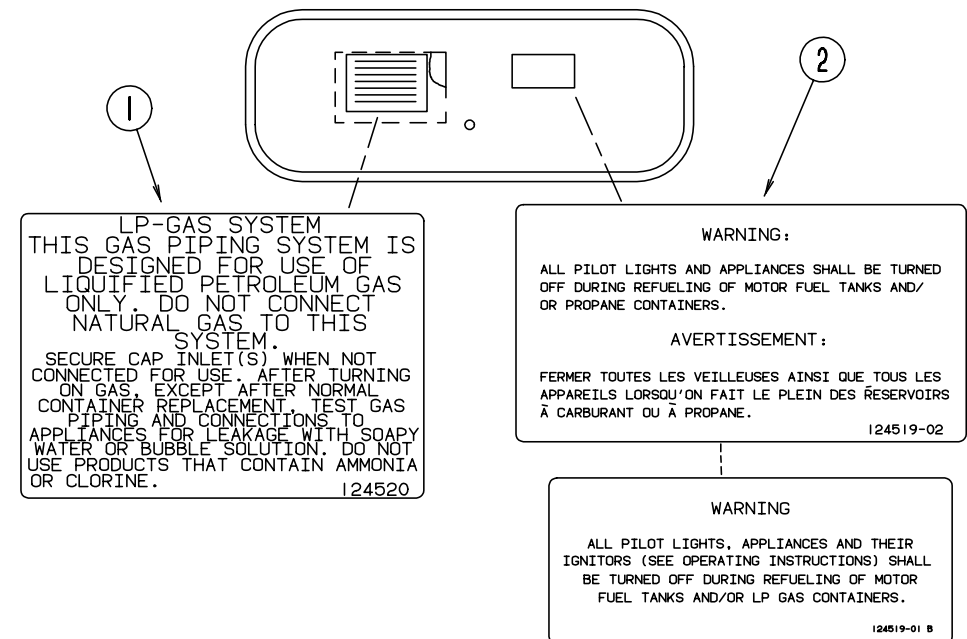 1
2
LP-GAS SYSTEM
THIS GAS PIPING SYSTEM IS
DESIGNED FOR USE OF
LIQUIFIED PETROLEUM GAS
ONLY. DO NOT CONNECT
NATURAL GAS TO THIS
SYSTEM.
SECURE CAP INLET(S) WHEN NOT
CONNECTED FOR USE. AFTER TURNING
ON GAS, EXCEPT AFTER NORMAL
CONTAINER REPLACEMENT, TEST GAS
PIPING AND CONNECTIONS TO
APPLIANCES FOR LEAKAGE WITH SOAPY
WATER OR BUBBLE SOLUTION. DO NOT
USE PRODUCTS THAT CONTAIN AMMONIA
OR CLORINE.
124520
WARNING:
ALL PILOT LIGHTS AND APPLIANCES SHALL BE TURNED
OFF DURING REFUELING OF MOTOR FUEL TANKS AND/
OR PROPANE CONTAINERS.
AVERTISSEMENT:
FERMER TOUTES LES VEILLEUSES AINSI QUE TOUS LES
APPAREILS LORSQU'ON FAIT LE PLEIN DES RESERVOIRS
À CARBURANT OU À PROPANE.
124519-02
WARNING
ALL PILOT LIGHTS, APPLIANCES AND THEIR
IGNITORS (SEE OPERATING INSTRUCTIONS) SHALL
BE TURNED OFF DURING REFUELING OF MOTOR
FUEL TANKS AND/OR LP GAS CONTAINERS.
124519-01 B